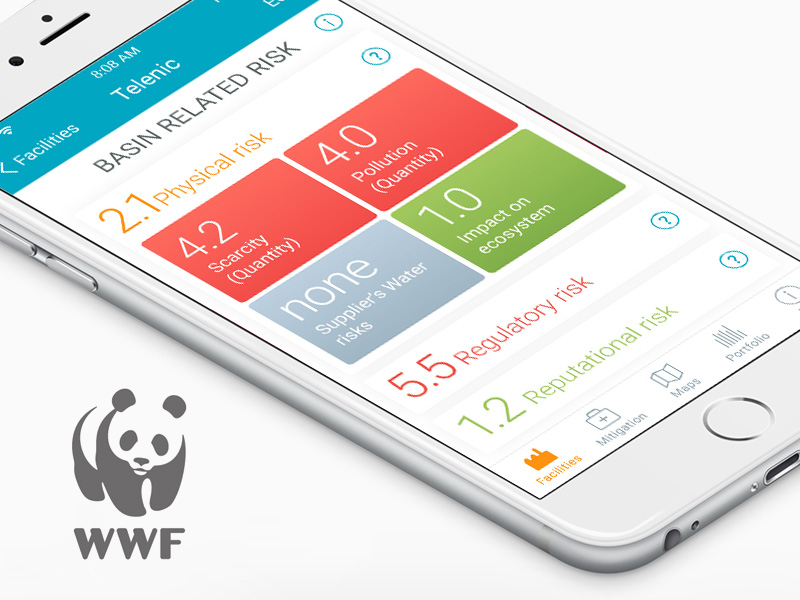 8:08 AM
Facilities
Telenic
BASIN RELATED RISK
2.1 Physical risk
4.2
Scarcity
(Quantity)
4.0
Pollution
(Quantity)
none
Supplier's Water
risks
1.0
Impact on
ecosystem
5.5 Regulatory risk
1.2 Reputational risk
Facilities
Mitigation
Maps
Portfolio
WWF